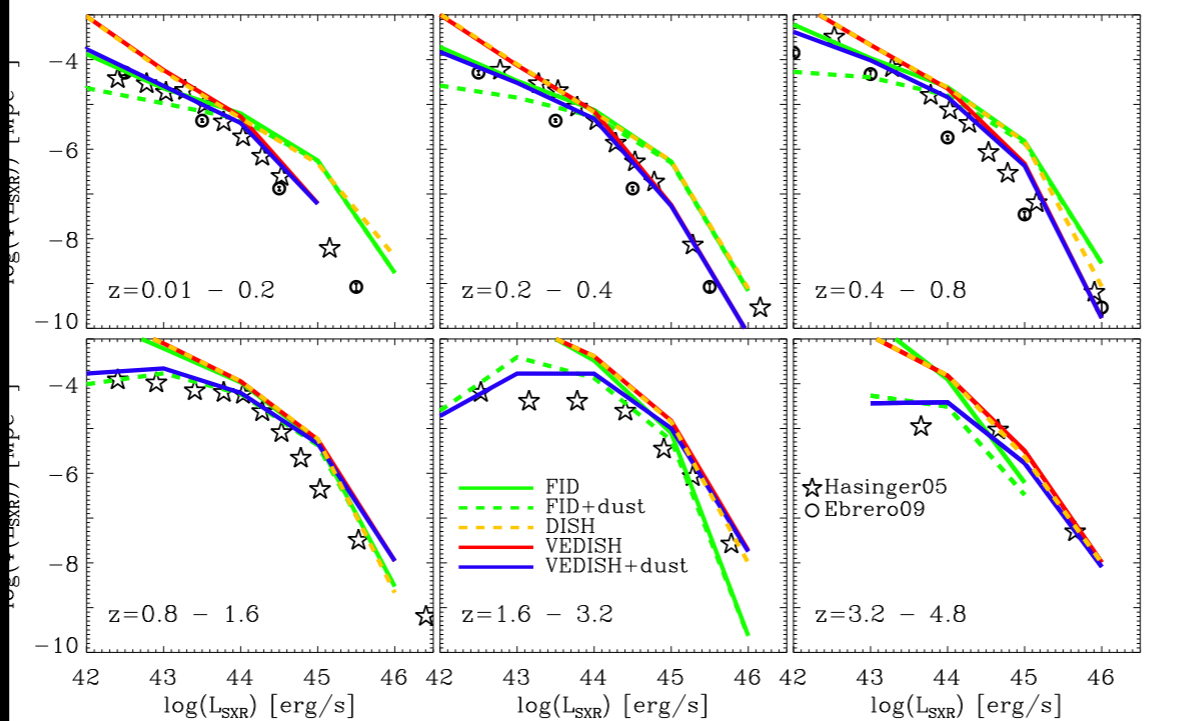 −4
−6
−8
−10
z=0.01 − 0.2
z=0.2 − 0.4
z=0.4 − 0.8
−4
−6
−8
−10
z=0.8 − 1.6
FID
FID+dust
DISH
VEDISH
VEDISH+dust
z=1.6 − 3.2
Hasinger05
Ebrero09
z=3.2 − 4.8
42 43 44 45 46
42 43 44 45 46
42 43 44 45 46
log(L_SXR) [erg/s]
log(L_SXR) [erg/s]
log(L_SXR) [erg/s]